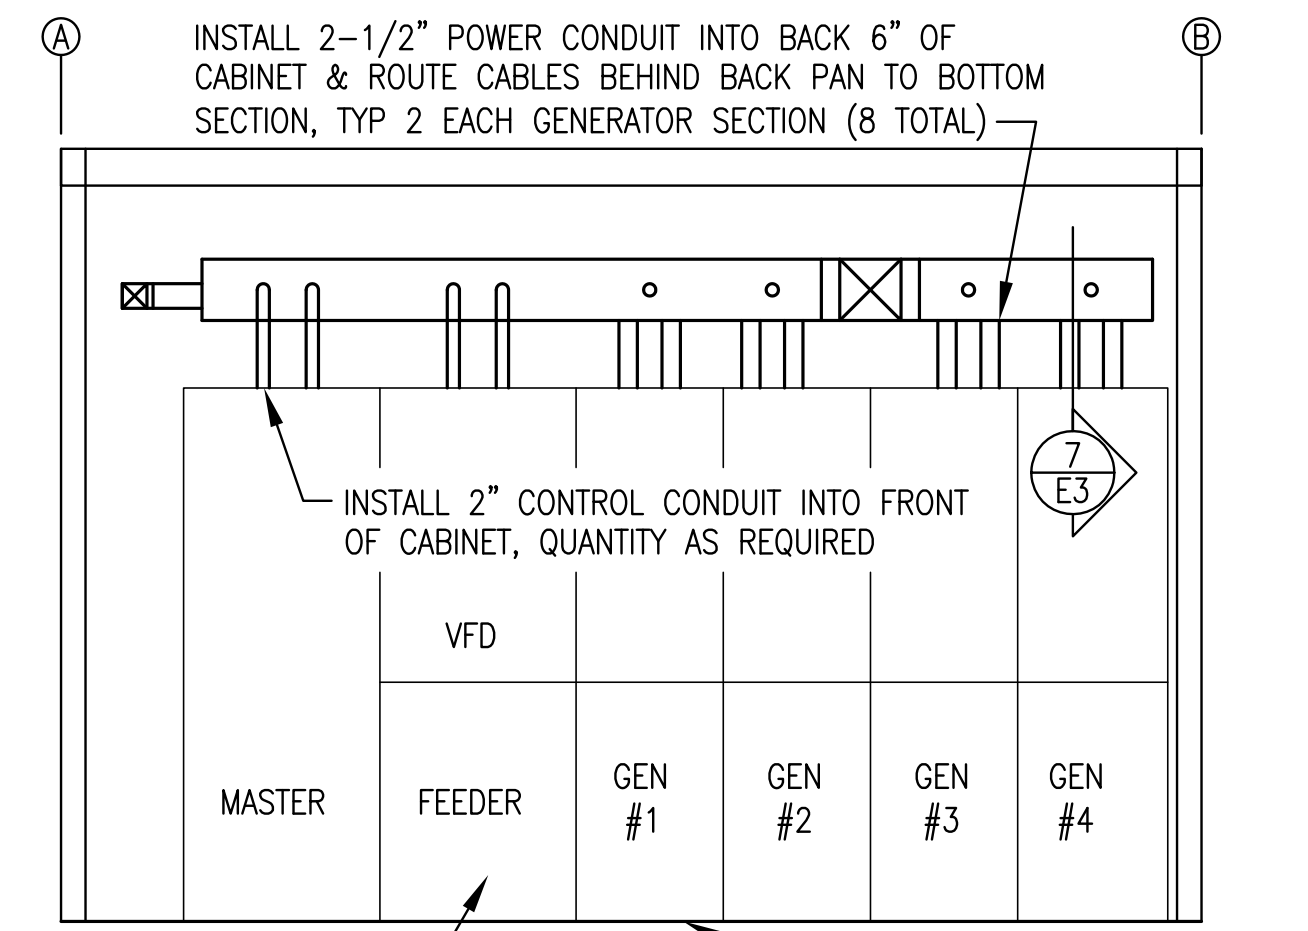 A
B
INSTALL 2-1/2" POWER CONDUIT INTO BACK 6" OF
CABINET & ROUTE CABLES BEHIND BACK PAN TO BOTTOM
SECTION, TYP 2 EACH GENERATOR SECTION (8 TOTAL)
7
E3
INSTALL 2" CONTROL CONDUIT INTO FRONT
OF CABINET, QUANTITY AS REQUIRED
VFD
MASTER
FEEDER
GEN
#1
GEN
#2
GEN
#3
GEN
#4